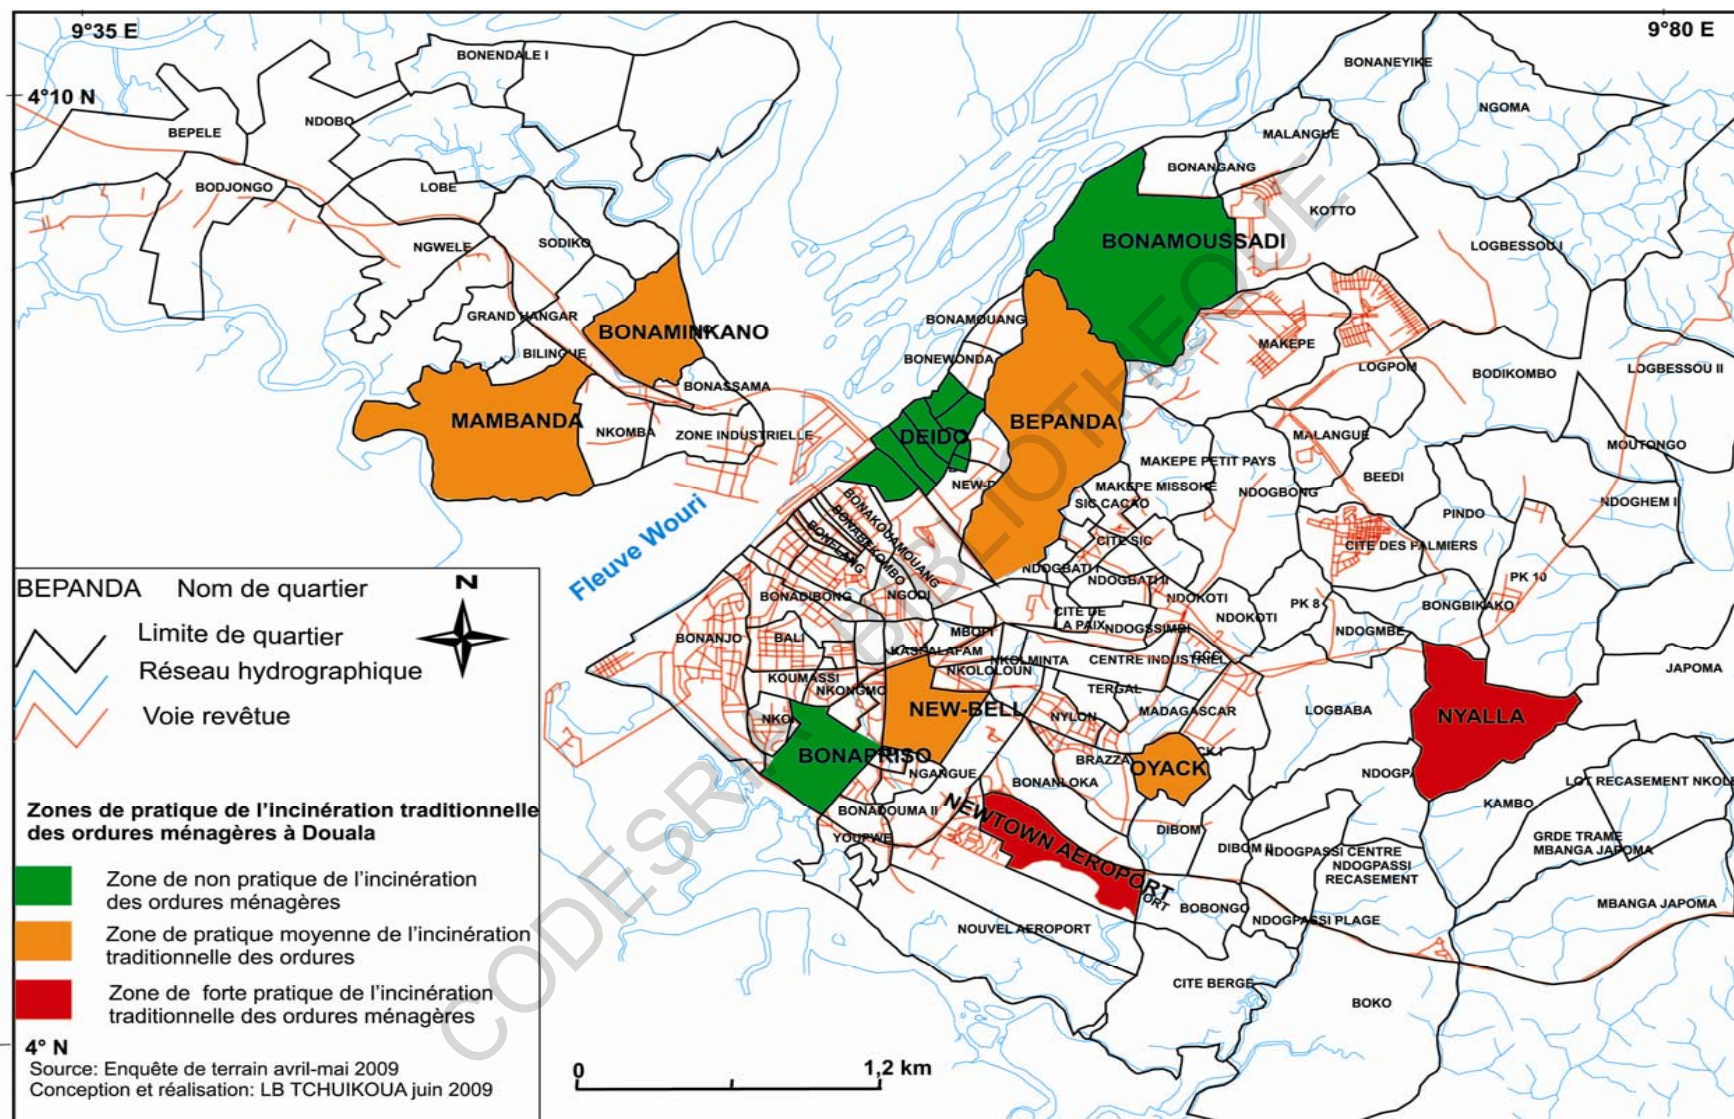 9°35 E
9°80 E
4°10 N
BONENDALE I
BONANEYIKE
NGOMA
BEPELE
NDOBO
MALANGUE
BONANGANG
BODJONGO
LOBE
KOTTO
NGWELE
SODIKO
BONAMOUSSADI
LOGBESSOU I
GRAND HANGAR
BONAMINKANO
BONAMOUANG
MAKEPE
BILINGUE
BONEWONDA
LOGPOM
BODIKOMBO
LOGBESSOU II
BONASSAMA
MAMBANDA
NKOMBA
ZONE INDUSTRIELLE
DEIDO
BEPANDA
MALANGUE
MOUTONGO
MAKEPE PETIT PAYS
BEEDI
NEW-D
MAKEPE MISSOKE
NDOGBONG
SIC CACAO
NDOGHEM I
PINDO
Fleuve Wouri
BONAKOUAMOUANG
BONABEKOMBO
BONELANG
CITE SIC
CITE DES PALMIERS
NDOGBATI I
NDOGBATI II
PK 10
BONADIBONG
NGODI
NDOKOTI
PK 8
BONGBIKAKO
CITE DE
LA PAIX
NDOKOTI
BONANJO
BALI
MBOPI
NDOGSSIMBI
NDOGMBE
KASSALAFAM
NKOLMINTA
CENTRE INDUSTRIEL
CCC
JAPOMA
KOUMASSI
NKOLOLOUN
NKONGMO
TERGAL
NKO
NEW-BELL
NYLON
MADAGASCAR
LOGBABA
NYALLA
BONAPRISO
BRAZZA
OYACK
CK I
NGANGUE
BONANLOKA
NDOGPA
LOT RECASEMENT NKOL
BONADOUMA II
KAMBO
YOUPWE
NEWTOWN AEROPORT
ORT
DIBOM
DIBOM II
NDOGPASSI CENTRE
NDOGPASSI
RECASEMENT
GRDE TRAME
MBANGA JAPOMA
BOBONGO
NDOGPASSI PLAGE
MBANGA JAPOMA
NOUVEL AEROPORT
CITE BERGE
BOKO
BEPANDA Nom de quartier
N
Limite de quartier
Réseau hydrographique
Voie revêtue
Zones de pratique de l'incinération traditionnelle
des ordures ménagères à Douala
Zone de non pratique de l'incinération
des ordures ménagères
Zone de pratique moyenne de l'incinération
traditionnelle des ordures
Zone de forte pratique de l'incinération
traditionnelle des ordures ménagères
4° N
Source: Enquête de terrain avril-mai 2009
Conception et réalisation: LB TCHUIKOUA juin 2009
0 1,2 km
CODESRIA - BIBLIOTHEQUE